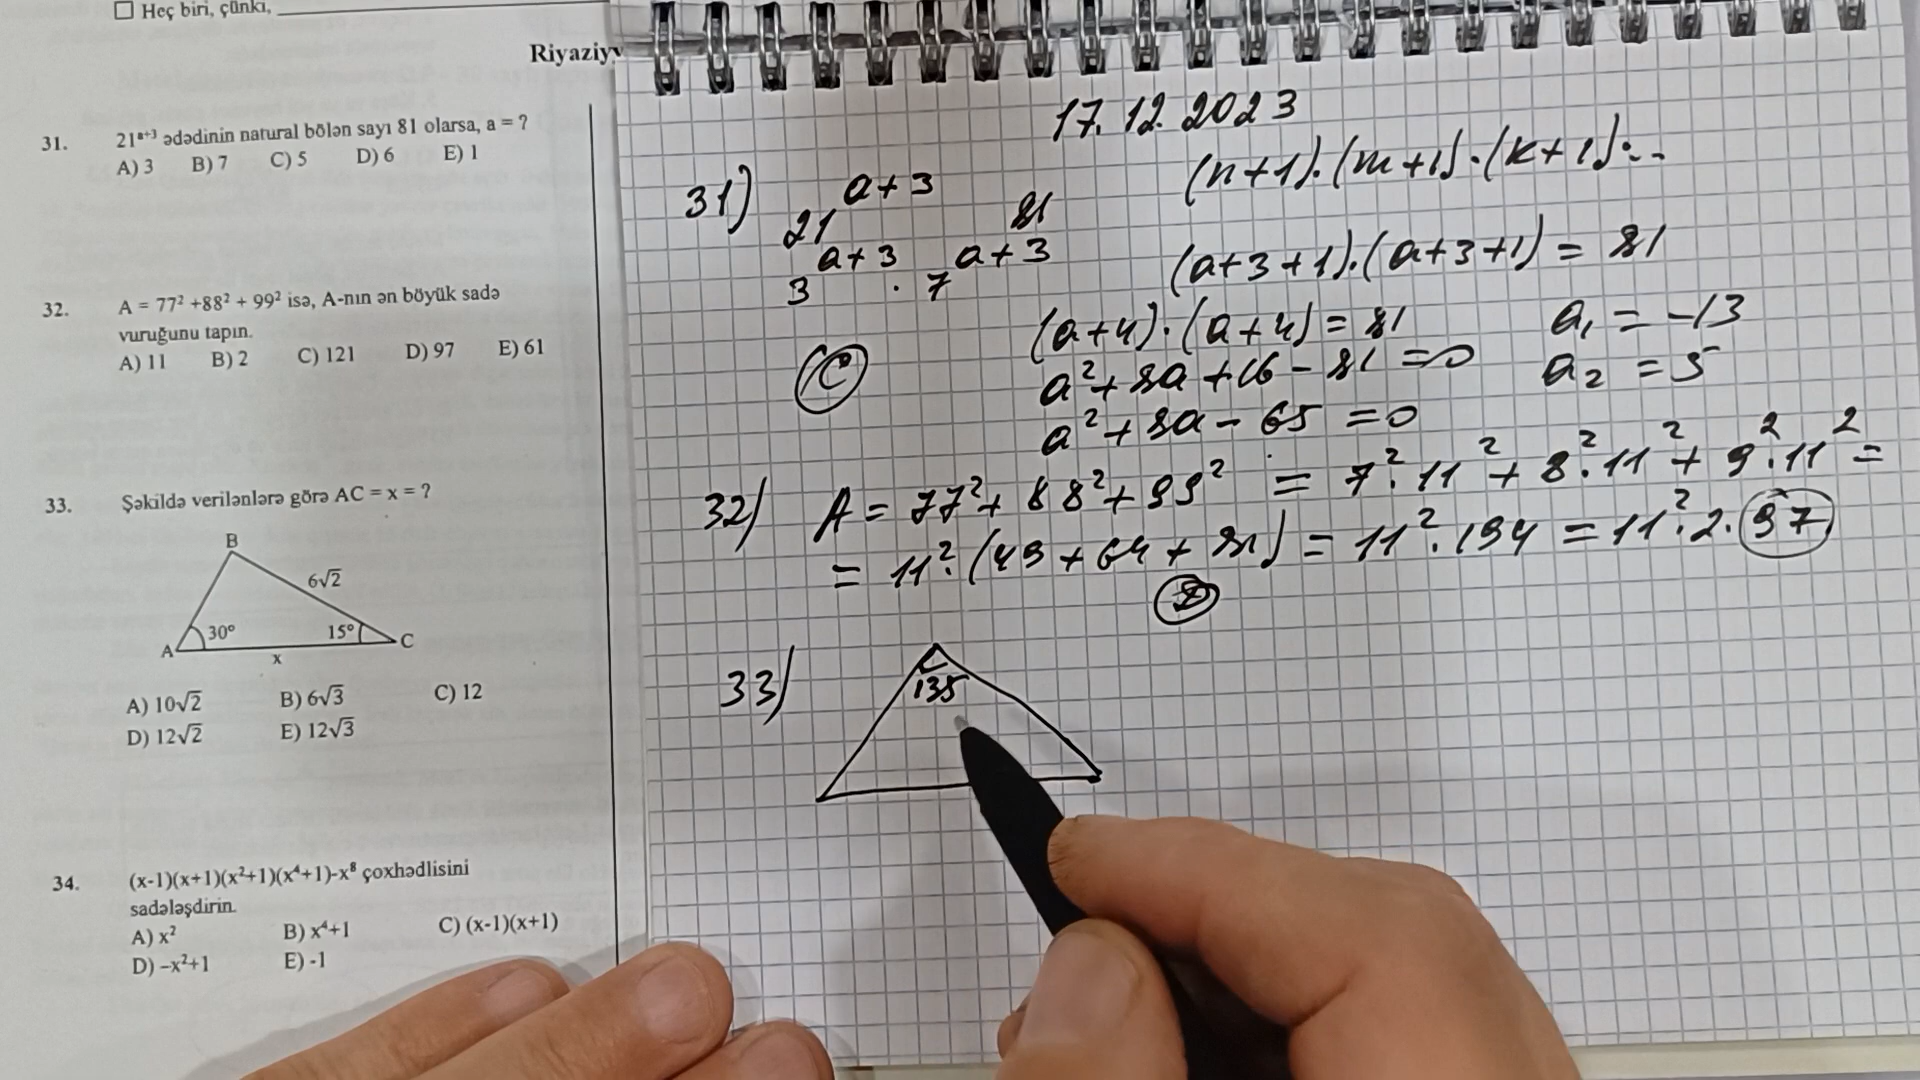 ☐ Heç biri, çünki,
Riyaziyy
31. 21ᵃ⁺³ ədədinin natural bölən sayı 81 olarsa, a = ?
A) 3 B) 7 C) 5 D) 6 E) 1
32. A = 77² +88² + 99² isə, A-nın ən böyük sadə
vuruğunu tapın.
A) 11 B) 2 C) 121 D) 97 E) 61
33. Şəkildə verilənlərə görə AC = x = ?
B
6√2
A 30° 15° C
x
A) 10√2 B) 6√3 C) 12
D) 12√2 E) 12√3
34. (x-1)(x+1)(x²+1)(x⁴+1)-x⁸ çoxhədlisini
sadələşdirin.
A) x² B) x⁴+1 C) (x-1)(x+1)
D) –x²+1 E) -1
17.12.2023
(n+1)·(m+1)·(k+1)·..
31) 21ᵃ⁺³ 81
3ᵃ⁺³ · 7ᵃ⁺³ (a+3+1)·(a+3+1) = 81
(a+4)·(a+4) = 81 a₁ = -13
C a²+8a+16-81=0 a₂ = 5
a²+8a-65=0
32) A = 77²+88²+99² = 7²·11²+8²·11²+9²·11² =
= 11²·(49+64+81) = 11²·194 = 11²·2·97
D
33)
135